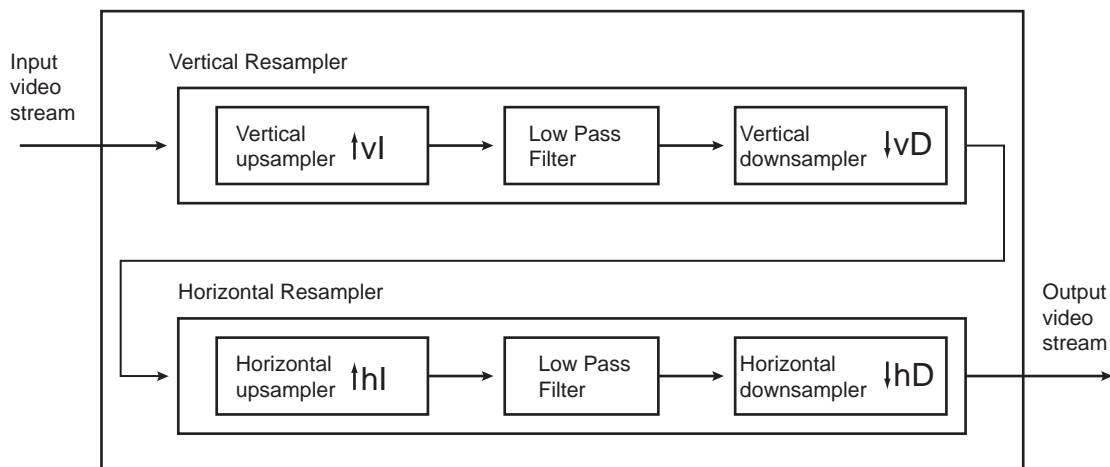 Input
video
stream
Vertical Resampler
Vertical
upsampler
↑vI
Low Pass
Filter
Vertical
downsampler
↓vD
Horizontal Resampler
Horizontal
upsampler
↑hI
Low Pass
Filter
Horizontal
downsampler
↓hD
Output
video
stream